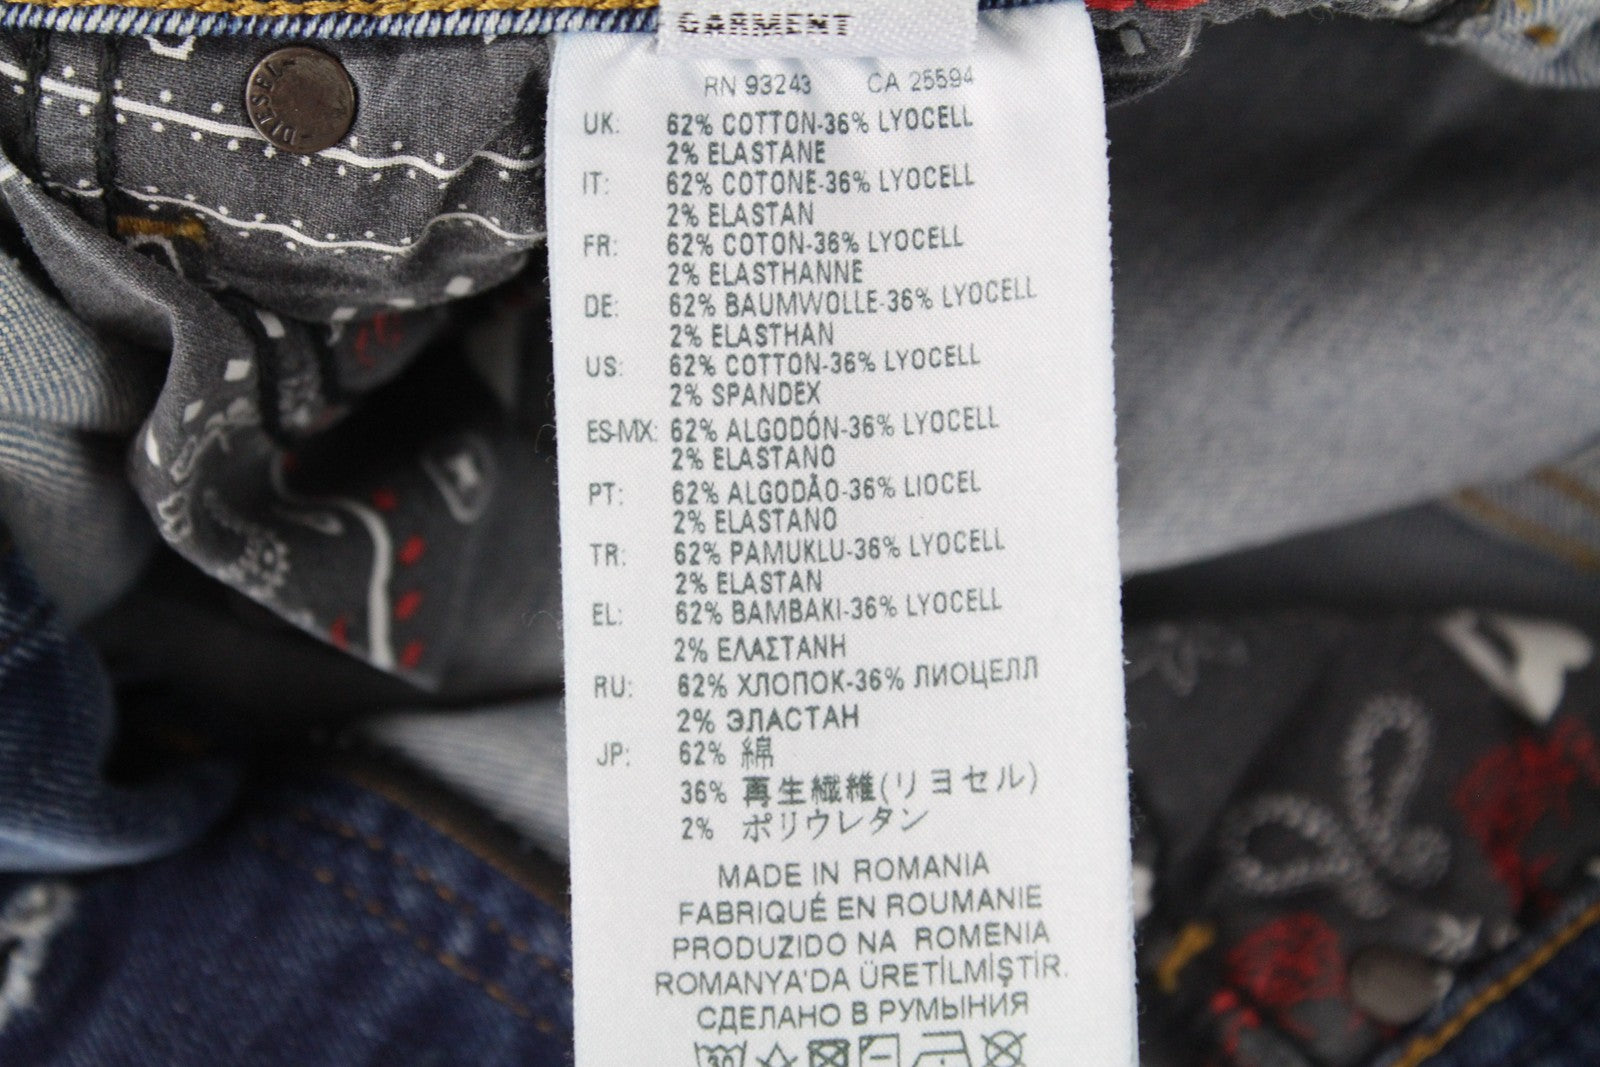 GARMENT
DIESEL
RN 93243 CA 25594
UK: 62% COTTON-36% LYOCELL
2% ELASTANE
IT: 62% COTONE-36% LYOCELL
2% ELASTAN
FR: 62% COTON-36% LYOCELL
2% ELASTHANNE
DE: 62% BAUMWOLLE-36% LYOCELL
2% ELASTHAN
US: 62% COTTON-36% LYOCELL
2% SPANDEX
ES-MX: 62% ALGODÓN-36% LYOCELL
2% ELASTANO
PT: 62% ALGODÃO-36% LIOCEL
2% ELASTANO
TR: 62% PAMUKLU-36% LYOCELL
2% ELASTAN
EL: 62% BAMBAKI-36% LYOCELL
2% ΕΛΑΣΤΑΝΗ
RU: 62% ХЛОПОК-36% ЛИОЦЕЛЛ
2% ЭЛАСТАН
JP: 62% 綿
36% 再生繊維(リヨセル)
2% ポリウレタン
MADE IN ROMANIA
FABRIQUÉ EN ROUMANIE
PRODUZIDO NA ROMENIA
ROMANYA'DA ÜRETİLMİŞTİR.
СДЕЛАНО В РУМЫНИЯ
30